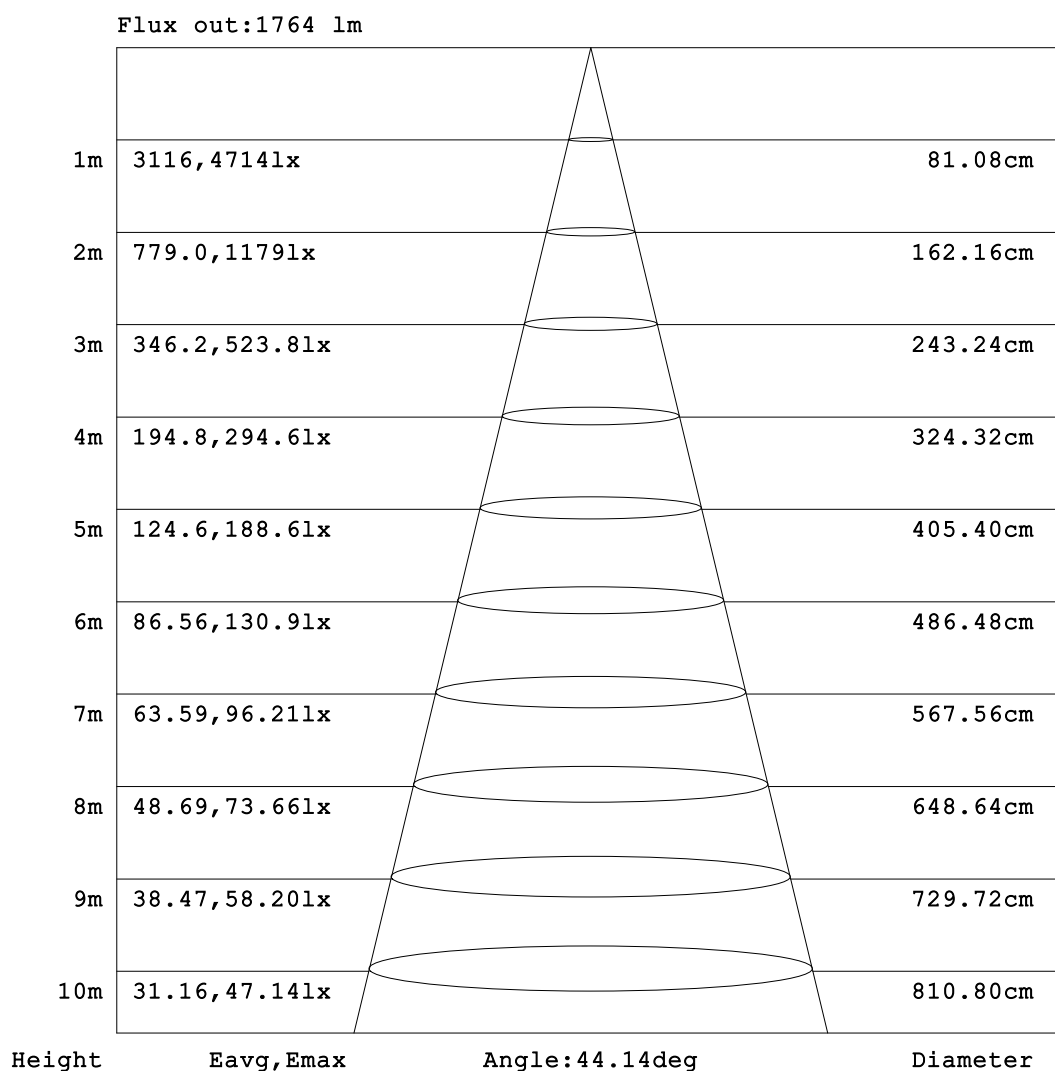 Flux out:1764 lm
1m 3116,4714lx 81.08cm
2m 779.0,1179lx 162.16cm
3m 346.2,523.8lx 243.24cm
4m 194.8,294.6lx 324.32cm
5m 124.6,188.6lx 405.40cm
6m 86.56,130.9lx 486.48cm
7m 63.59,96.21lx 567.56cm
8m 48.69,73.66lx 648.64cm
9m 38.47,58.20lx 729.72cm
10m 31.16,47.14lx 810.80cm
Height Eavg,Emax Angle:44.14deg Diameter